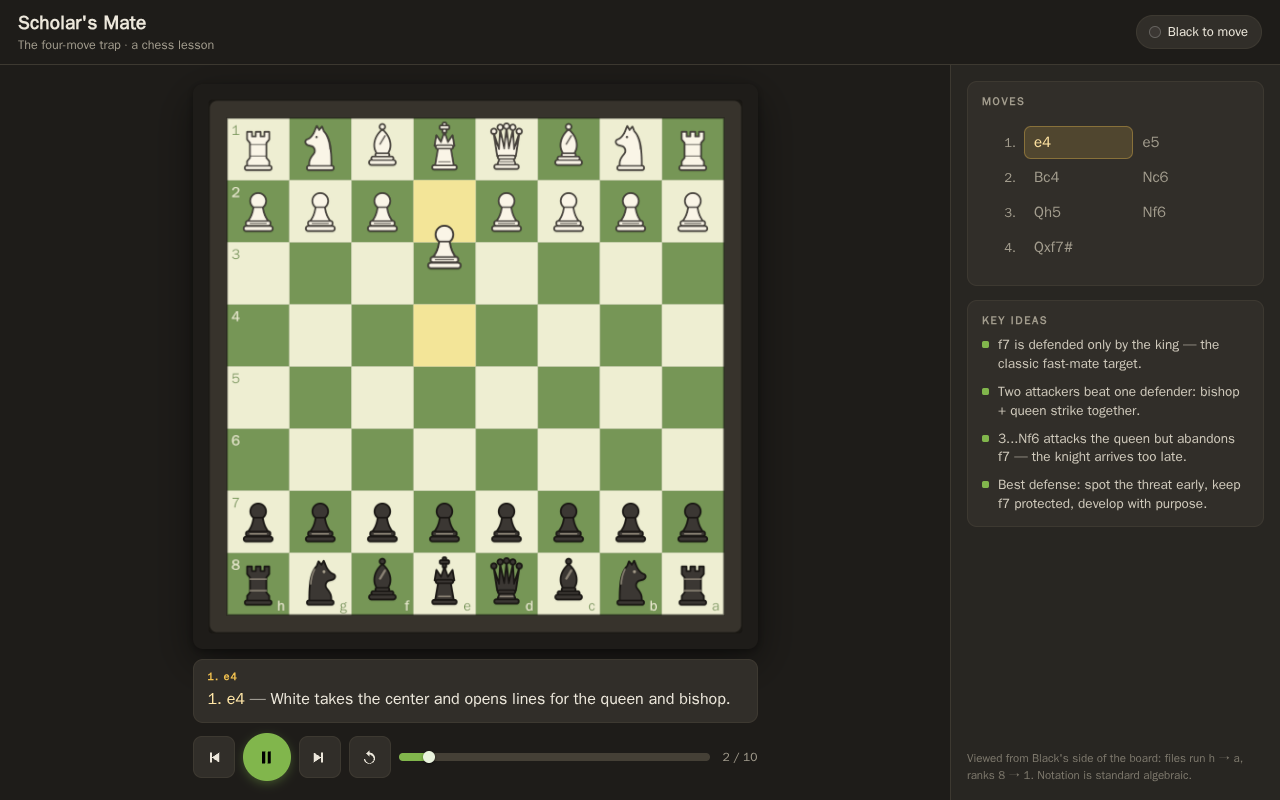 Scholar's Mate
The four-move trap · a chess lesson
Black to move
1
2
3
4
5
6
7
8
h g f e d c b a
1. e4
1. e4 — White takes the center and opens lines for the queen and bishop.
2 / 10
MOVES
1. e4 e5
2. Bc4 Nc6
3. Qh5 Nf6
4. Qxf7#
KEY IDEAS
f7 is defended only by the king — the
classic fast-mate target.
Two attackers beat one defender: bishop
+ queen strike together.
3...Nf6 attacks the queen but abandons
f7 — the knight arrives too late.
Best defense: spot the threat early, keep
f7 protected, develop with purpose.
Viewed from Black's side of the board: files run h → a,
ranks 8 → 1. Notation is standard algebraic.